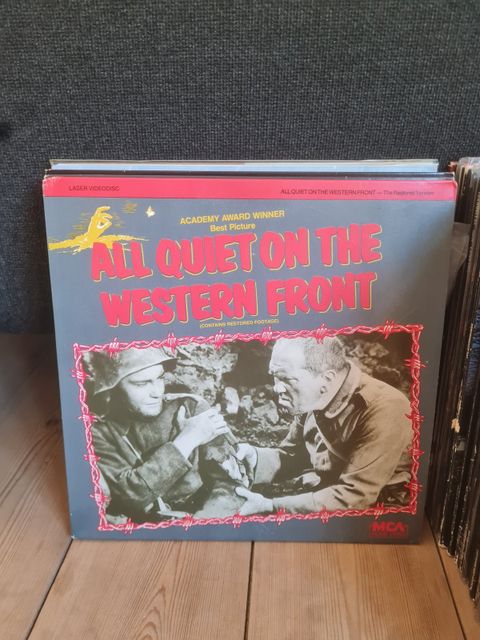 LASER VIDEODISC
ALL QUIET ON THE WESTERN FRONT — The Restored Version
ACADEMY AWARD WINNER
Best Picture
ALL QUIET ON THE
WESTERN FRONT
(CONTAINS RESTORED FOOTAGE)
MCA